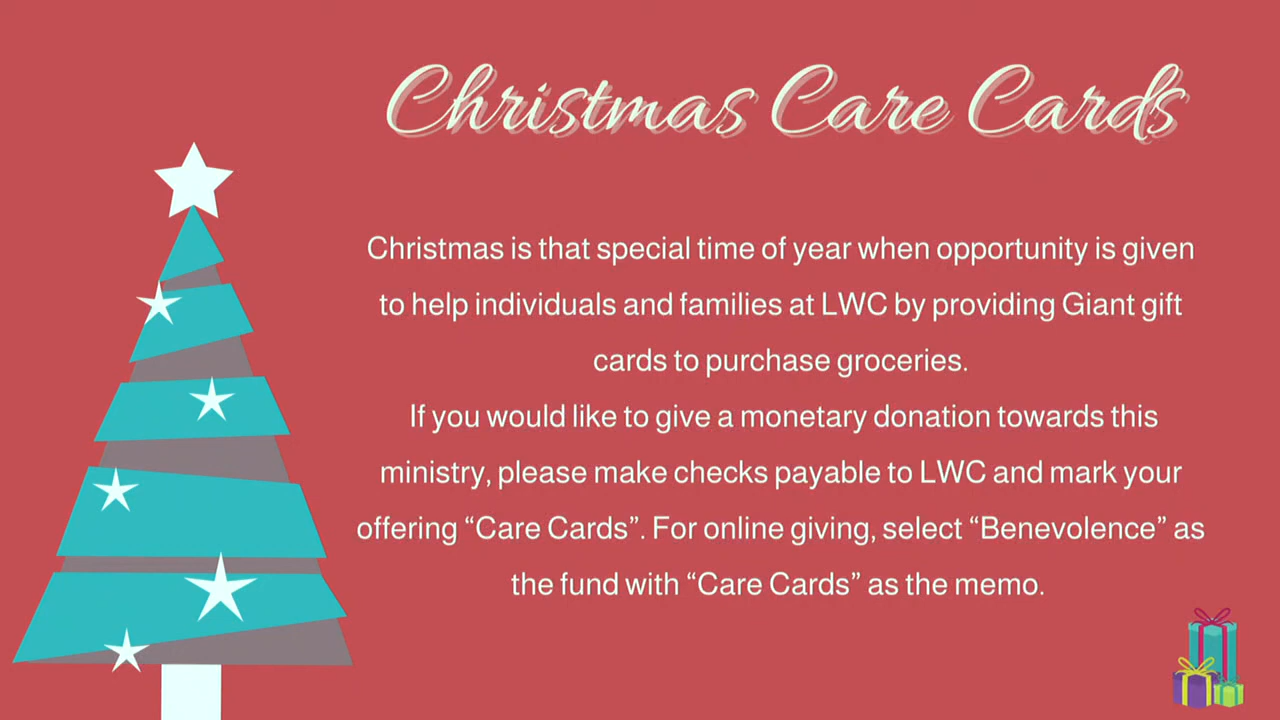 Christmas Care Cards
Christmas is that special time of year when opportunity is given
to help individuals and families at LWC by providing Giant gift
cards to purchase groceries.
If you would like to give a monetary donation towards this
ministry, please make checks payable to LWC and mark your
offering “Care Cards”. For online giving, select “Benevolence” as
the fund with “Care Cards” as the memo.